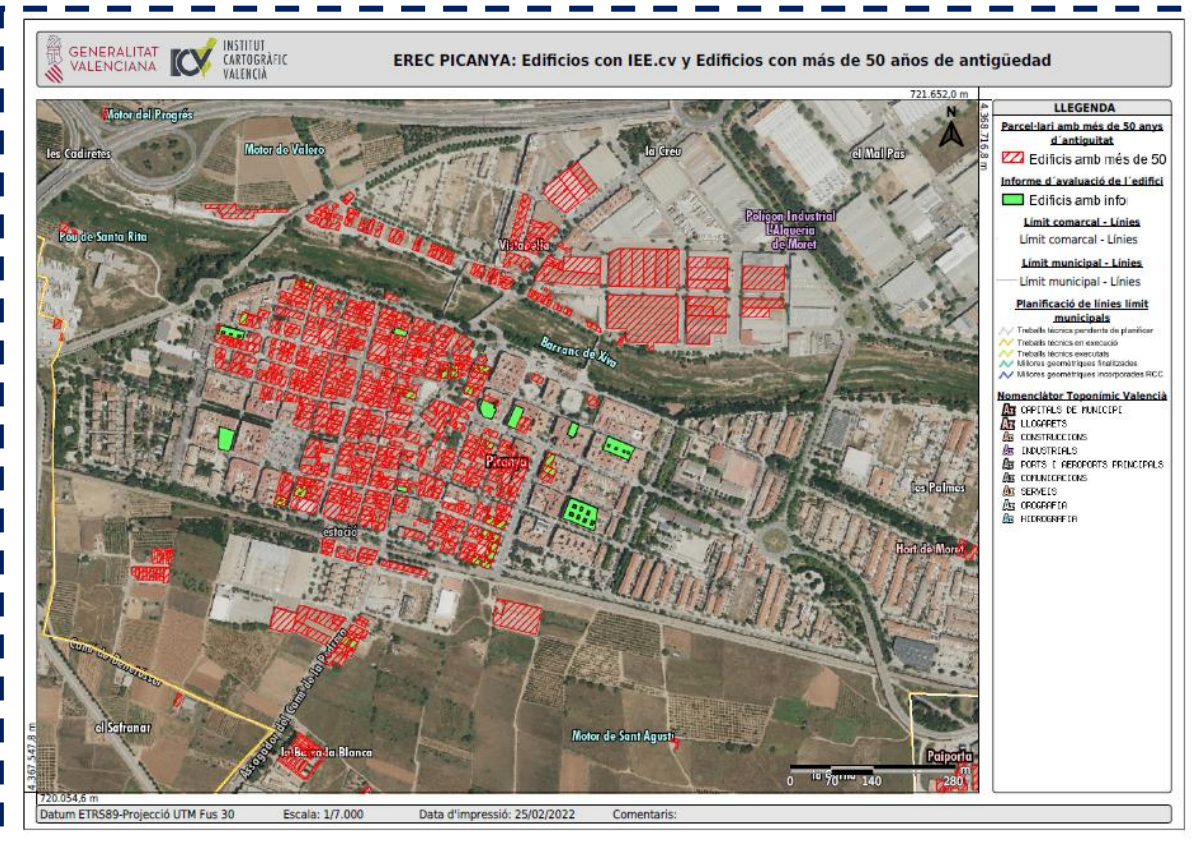 GENERALITAT
VALENCIANA
INSTITUT
CARTOGRÀFIC
VALENCIÀ
EREC PICANYA: Edificios con IEE.cv y Edificios con más de 50 años de antigüedad
721.652,0 m
4.368.716,8 m
N
Motor del Progrés
les Cadiretes
Motor de Valero
la Creu
el Mal Pas
Pou de Santa Rita
Vistabella
Polígon Industrial
L'Alqueria
de Moret
Barranc de Xiva
Picanya
les Palmes
estació
Hort de Moret
Assagador del Camí de la Pedrera
el Safranar
la Blanca
Motor de Sant Agustí
Paiporta
m
0 70 140 280
4.367.547,8 m
720.054,6 m
LLEGENDA
Parcel·lari amb més de 50 anys
d´antiguitat
Edificis amb més de 50
Informe d´avaluació de l´edifici
Edificis amb info
Límit comarcal - Línies
Límit comarcal - Línies
Límit municipal - Línies
Límit municipal - Línies
Planificació de línies límit
municipals
Treballs tècnics pendents de planificar
Treballs tècnics en execució
Treballs tècnics executats
Millores geomètriques finalitzades
Millores geomètriques incorporades RCC
Nomenclàtor Toponímic Valencià
CAPITALS DE MUNICIPI
LLOGARETS
CONSTRUCCIONS
INDUSTRIALS
PORTS I AEROPORTS PRINCIPALS
COMUNICACIONS
SERVEIS
OROGRAFIA
HIDROGRAFIA
Datum ETRS89-Projecció UTM Fus 30 Escala: 1/7.000 Data d'impressió: 25/02/2022 Comentaris: